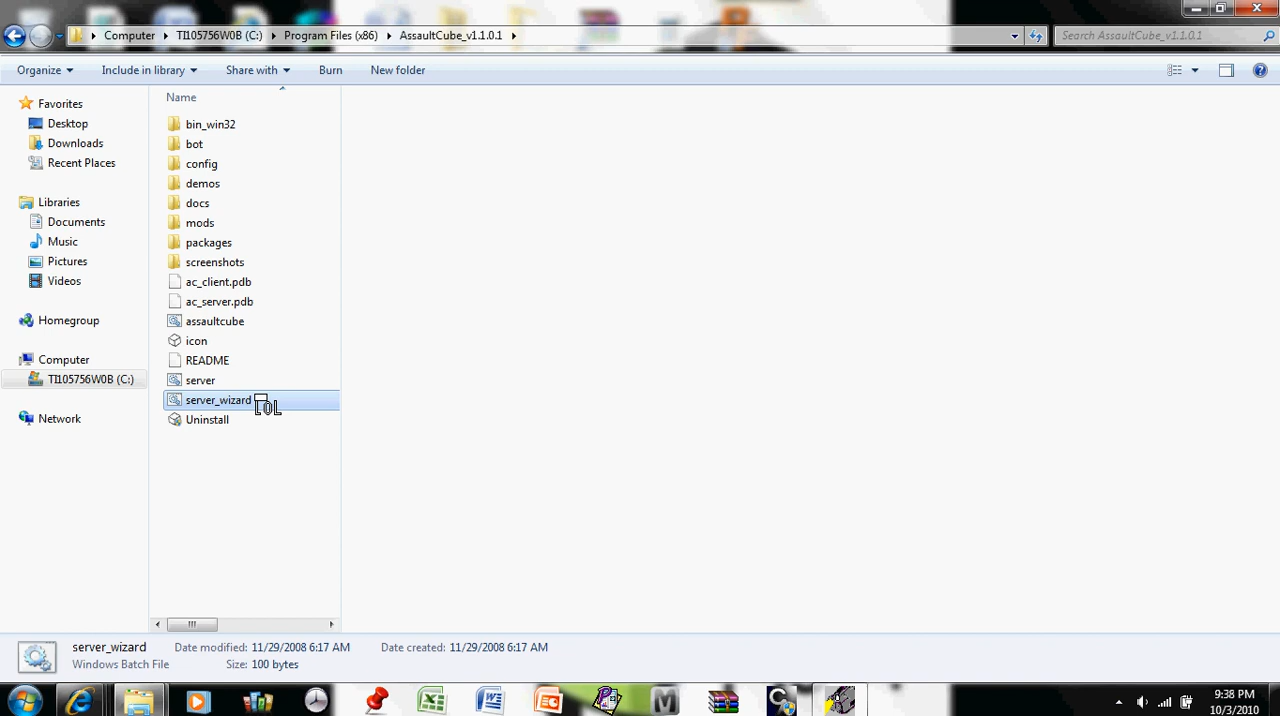 Computer TI105756W0B (C:) Program Files (x86) AssaultCube_v1.1.0.1
Search AssaultCube_v1.1.0.1
Organize Include in library Share with Burn New folder
Favorites
Desktop
Downloads
Recent Places
Libraries
Documents
Music
Pictures
Videos
Homegroup
Computer
TI105756W0B (C:)
Network
Name
bin_win32
bot
config
demos
docs
mods
packages
screenshots
ac_client.pdb
ac_server.pdb
assaultcube
icon
README
server
server_wizard
Uninstall
server_wizard Date modified: 11/29/2008 6:17 AM Date created: 11/29/2008 6:17 AM
Windows Batch File Size: 100 bytes
9:38 PM
10/3/2010